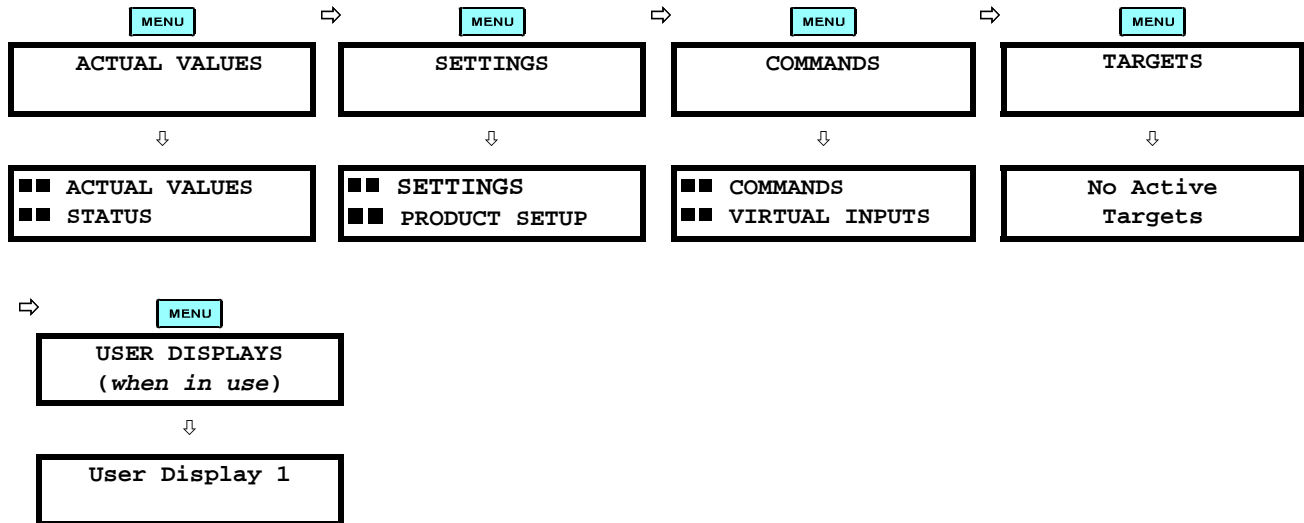 MENU
ACTUAL VALUES
ACTUAL VALUES
STATUS
MENU
SETTINGS
SETTINGS
PRODUCT SETUP
MENU
COMMANDS
COMMANDS
VIRTUAL INPUTS
MENU
TARGETS
No Active
Targets
MENU
USER DISPLAYS
(when in use)
User Display 1